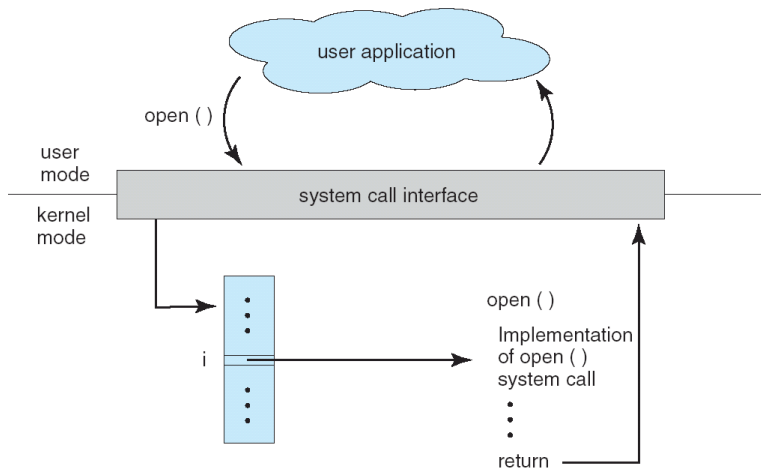 user application
open ( )
user
mode
system call interface
kernel
mode
open ( )
Implementation
of open ( )
system call
i
return